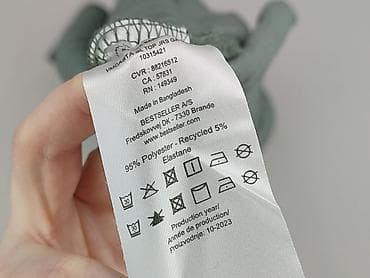 10315421
CVR : 88216512
CA : 57831
RN : 149349
Made in Bangladesh
BESTSELLER A/S
Fredskovvej DK - 7330 Brande
www.bestseller.com
95% Polyester - Recycled 5%
Elastane
Production year/
Année de production/
Proizvodnje: 10-2023